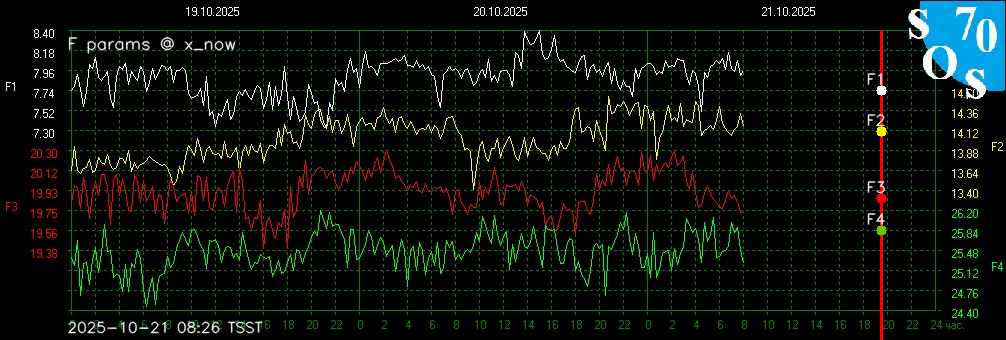 19.10.2025 20.10.2025 21.10.2025
SOS 70
F params @ x_now
F1
8.40
8.18
7.96
7.74
7.52
7.30
F3
20.30
20.12
19.93
19.75
19.56
19.38
F1
F2
F3
F4
14.36
14.12
13.88
13.64
13.40
F2
26.20
25.84
25.48
25.12
24.76
24.40
F4
2025-10-21 08:26 TSST
18 20 22 0 2 4 6 8 10 12 14 16 18 20 22 0 2 4 6 8 10 12 14 16 18 20 22 24 час.